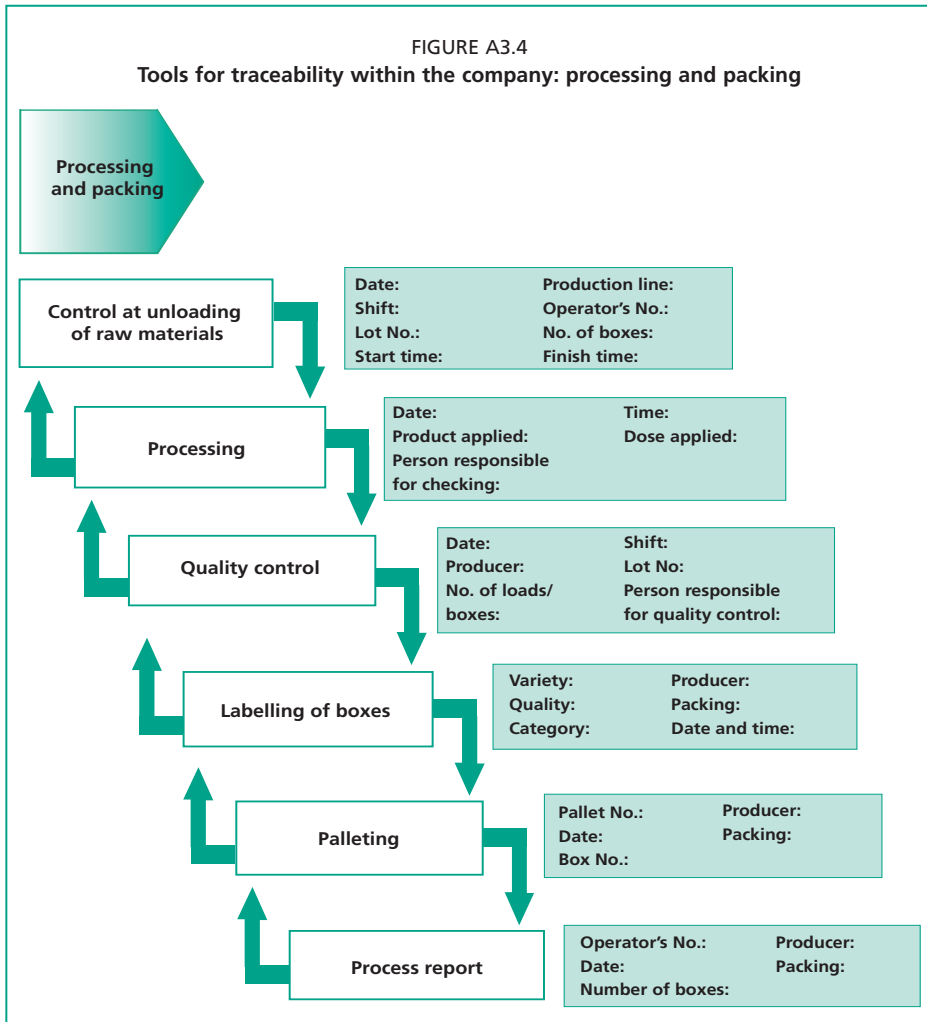 FIGURE A3.4
Tools for traceability within the company: processing and packing
Processing
and packing
Control at unloading
of raw materials
Date: Production line:
Shift: Operator’s No.:
Lot No.: No. of boxes:
Start time: Finish time:
Processing
Date: Time:
Product applied: Dose applied:
Person responsible
for checking:
Quality control
Date: Shift:
Producer: Lot No:
No. of loads/ Person responsible
boxes: for quality control:
Labelling of boxes
Variety: Producer:
Quality: Packing:
Category: Date and time:
Palleting
Pallet No.: Producer:
Date: Packing:
Box No.:
Process report
Operator’s No.: Producer:
Date: Packing:
Number of boxes: